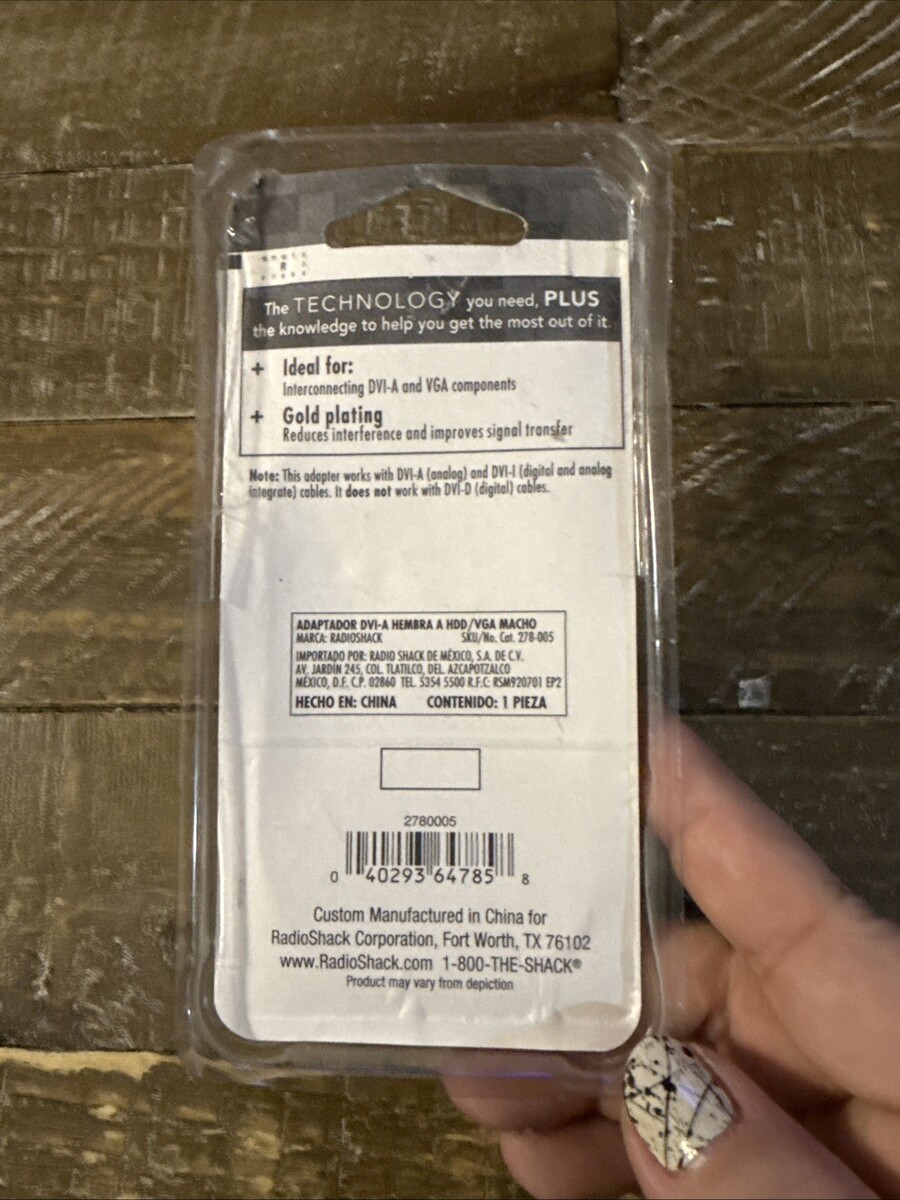 R
The TECHNOLOGY you need, PLUS
the knowledge to help you get the most out of it.
+ Ideal for:
Interconnecting DVI-A and VGA components
+ Gold plating
Reduces interference and improves signal transfer
Note: This adapter works with DVI-A (analog) and DVI-I (digital and analog
integrate) cables. It does not work with DVI-D (digital) cables.
ADAPTADOR DVI-A HEMBRA A HDD/VGA MACHO
MARCA: RADIOSHACK SKU/No. Cat. 278-005
IMPORTADO POR: RADIO SHACK DE MÉXICO, S.A. DE C.V.
AV. JARDIN 245, COL. TLATILCO, DEL. AZCAPOTZALCO
MÉXICO, D.F. C.P. 02860 TEL. 5354 5500 R.F.C: RSM920701 EP2
HECHO EN: CHINA CONTENIDO: 1 PIEZA
2780005
0 40293 64785 8
Custom Manufactured in China for
RadioShack Corporation, Fort Worth, TX 76102
www.RadioShack.com 1-800-THE-SHACK®
Product may vary from depiction